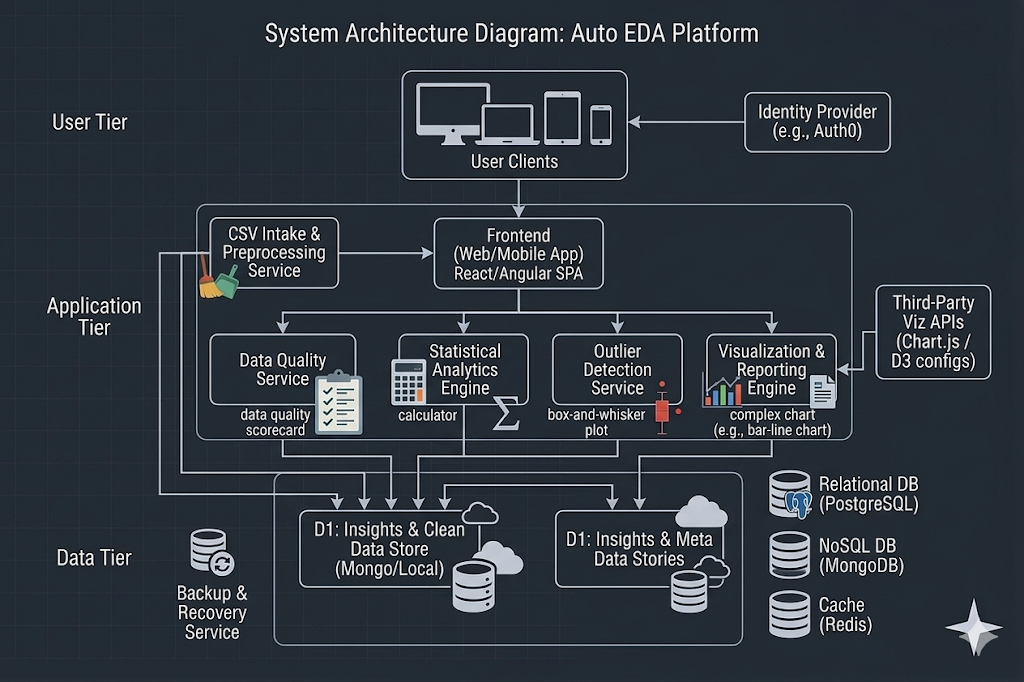 System Architecture Diagram: Auto EDA Platform
User Tier
User Clients
Identity Provider
(e.g., Auth0)
Application
Tier
CSV Intake &
Preprocessing
Service
Frontend
(Web/Mobile App)
React/Angular SPA
Third-Party
Viz APIs
(Chart.js /
D3 configs)
Data Quality
Service
data quality
scorecard
Statistical
Analytics
Engine
calculator
Σ
Outlier
Detection
Service
box-and-whisker
plot
Visualization &
Reporting
Engine
complex chart
(e.g., bar-line chart)
Data Tier
Backup &
Recovery
Service
D1: Insights & Clean
Data Store
(Mongo/Local)
D1: Insights & Meta
Data Stories
Relational DB
(PostgreSQL)
NoSQL DB
(MongoDB)
Cache
(Redis)